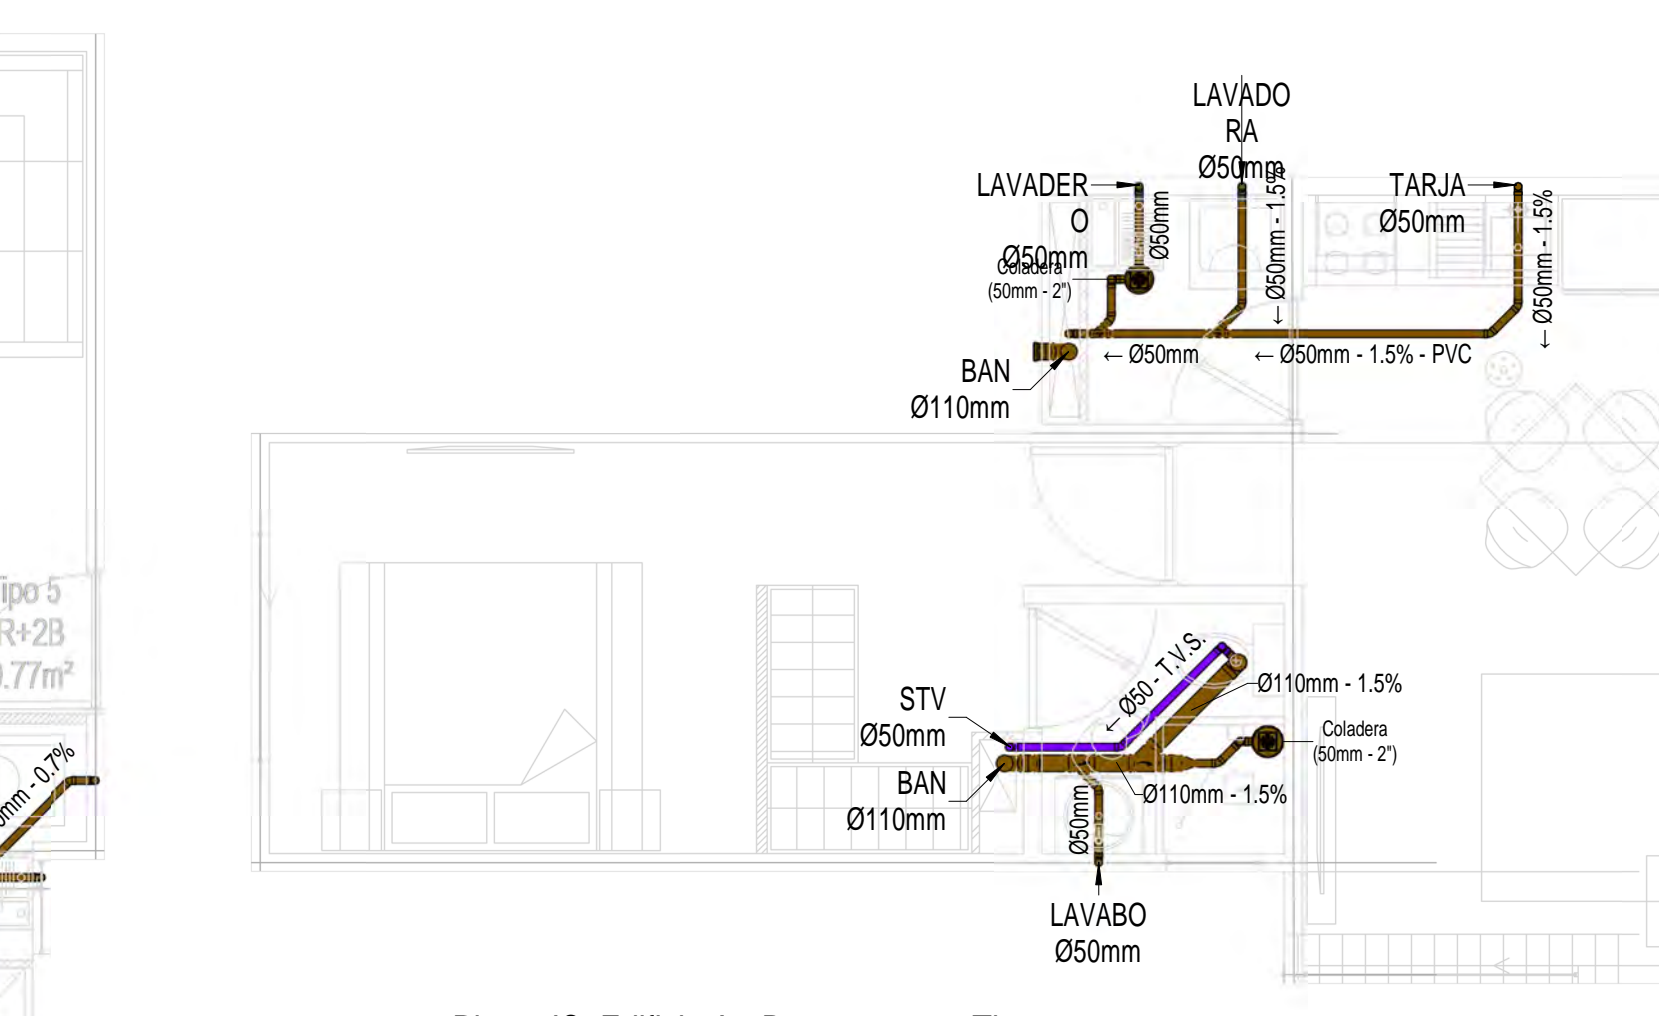 LAVADO
RA
Ø50mm
LAVADER
O
Ø50mm
Ø50mm
← Ø50mm - 1.5%
TARJA
Ø50mm
← Ø50mm - 1.5%
Coladera
(50mm - 2")
← Ø50mm
← Ø50mm - 1.5% - PVC
BAN
Ø110mm
5
R+2B
.77m²
mm - 0.7%
← Ø50 - T.V.S.
Ø110mm - 1.5%
STV
Ø50mm
Coladera
(50mm - 2")
BAN
Ø110mm
Ø110mm - 1.5%
Ø50mm
LAVABO
Ø50mm